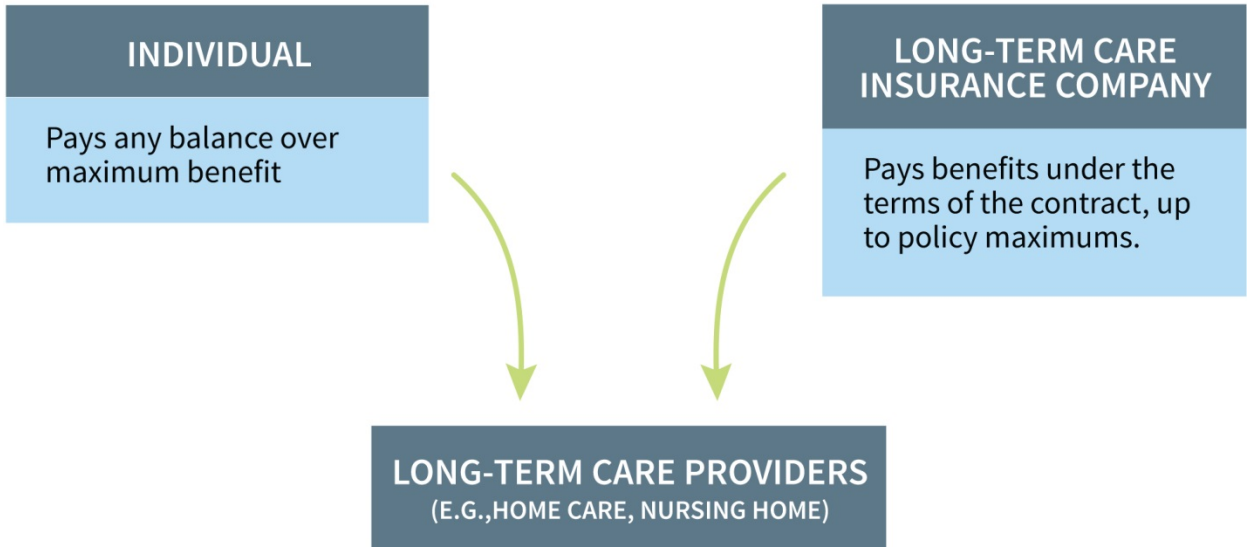 INDIVIDUAL
Pays any balance over
maximum benefit
LONG-TERM CARE
INSURANCE COMPANY
Pays benefits under the
terms of the contract, up
to policy maximums.
LONG-TERM CARE PROVIDERS
(E.G.,HOME CARE, NURSING HOME)